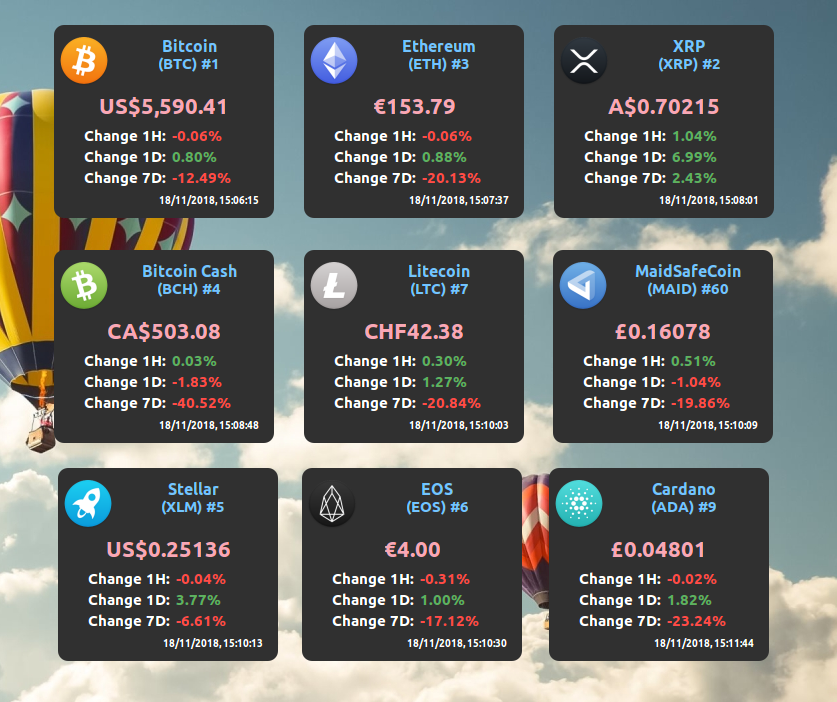 Bitcoin
(BTC) #1
US$5,590.41
Change 1H: -0.06%
Change 1D: 0.80%
Change 7D: -12.49%
18/11/2018, 15:06:15
Ethereum
(ETH) #3
€153.79
Change 1H: -0.06%
Change 1D: 0.88%
Change 7D: -20.13%
18/11/2018, 15:07:37
XRP
(XRP) #2
A$0.70215
Change 1H: 1.04%
Change 1D: 6.99%
Change 7D: 2.43%
18/11/2018, 15:08:01
Bitcoin Cash
(BCH) #4
CA$503.08
Change 1H: 0.03%
Change 1D: -1.83%
Change 7D: -40.52%
18/11/2018, 15:08:48
Litecoin
(LTC) #7
CHF42.38
Change 1H: 0.30%
Change 1D: 1.27%
Change 7D: -20.84%
18/11/2018, 15:10:03
MaidSafeCoin
(MAID) #60
£0.16078
Change 1H: 0.51%
Change 1D: -1.04%
Change 7D: -19.86%
18/11/2018, 15:10:09
Stellar
(XLM) #5
US$0.25136
Change 1H: -0.04%
Change 1D: 3.77%
Change 7D: -6.61%
18/11/2018, 15:10:13
EOS
(EOS) #6
€4.00
Change 1H: -0.31%
Change 1D: 1.00%
Change 7D: -17.12%
18/11/2018, 15:10:30
Cardano
(ADA) #9
£0.04801
Change 1H: -0.02%
Change 1D: 1.82%
Change 7D: -23.24%
18/11/2018, 15:11:44